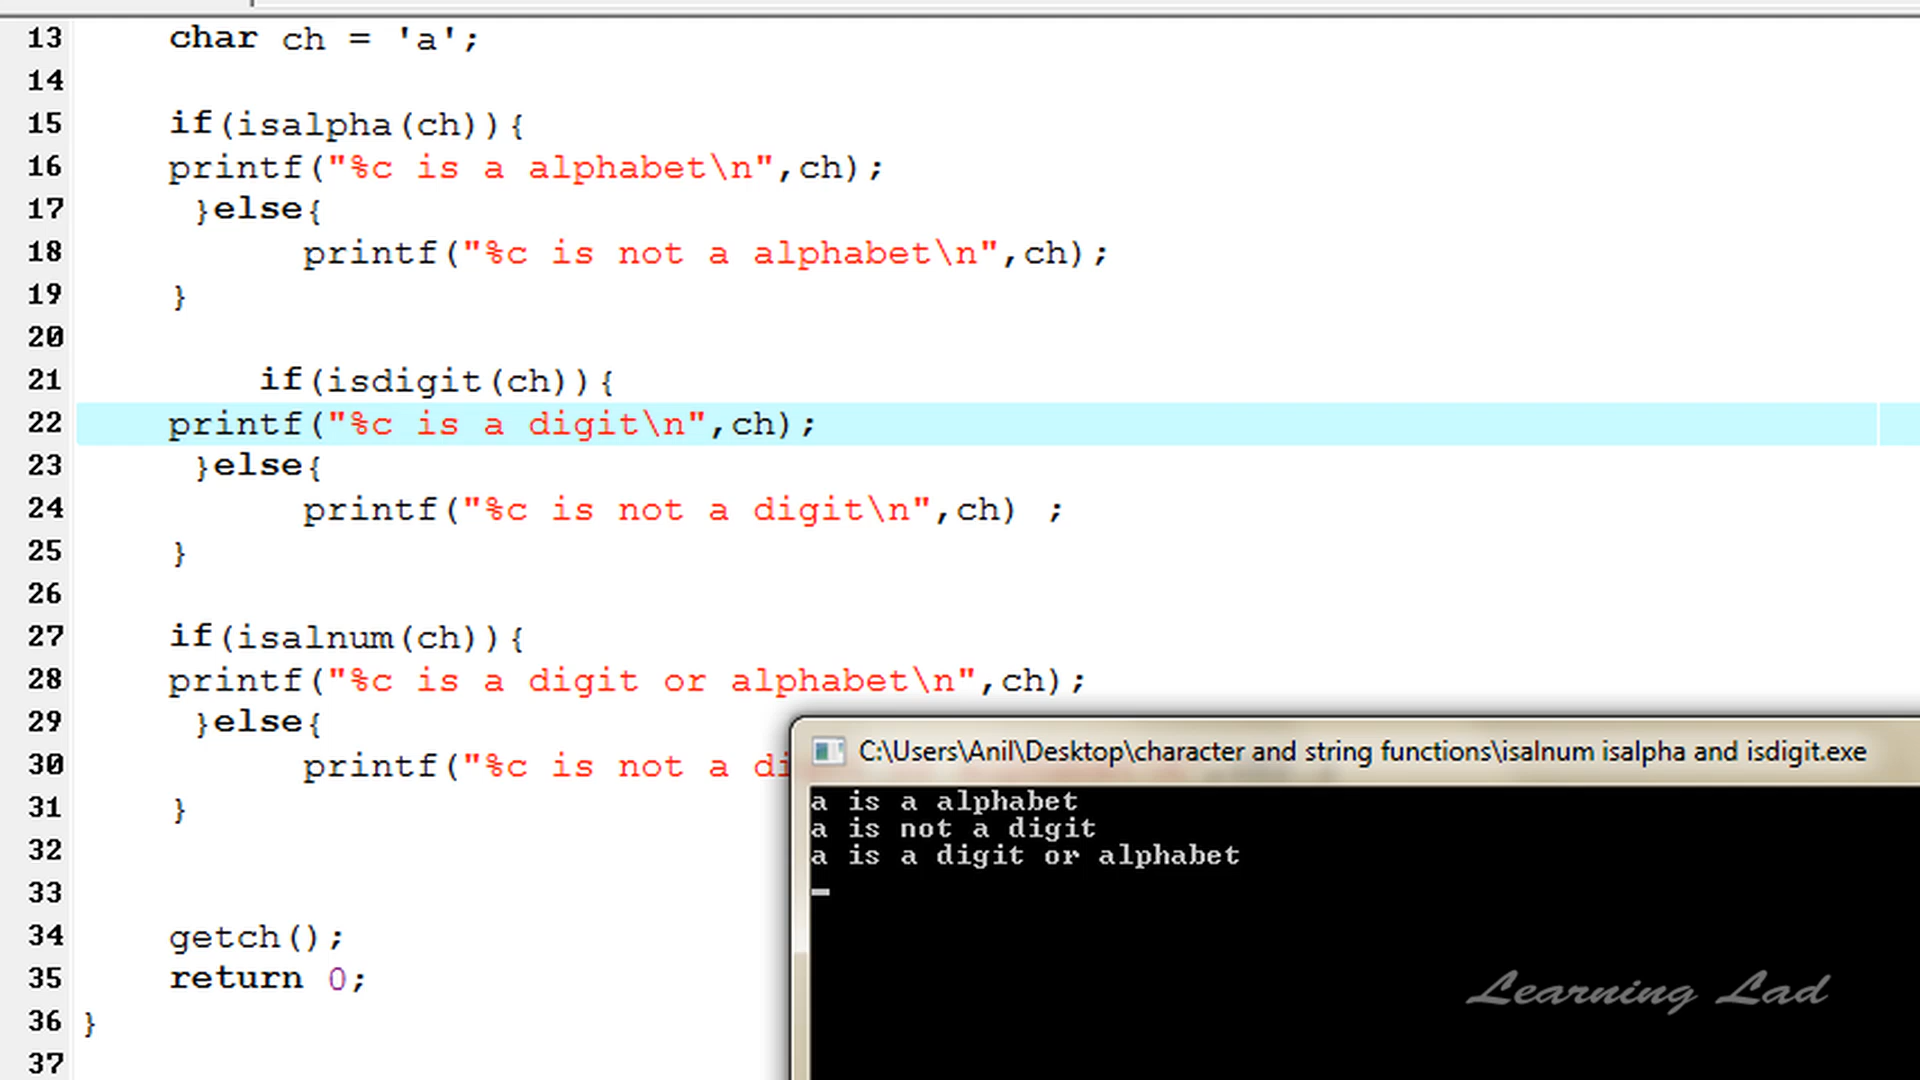 13 char ch = 'a';
14
15 if(isalpha(ch)){
16 printf("%c is a alphabet\n",ch);
17 }else{
18 printf("%c is not a alphabet\n",ch);
19 }
20
21 if(isdigit(ch)){
22 printf("%c is a digit\n",ch);
23 }else{
24 printf("%c is not a digit\n",ch) ;
25 }
26
27 if(isalnum(ch)){
28 printf("%c is a digit or alphabet\n",ch);
29 }else{
30 printf("%c is not a di
31 }
32
33
34 getch();
35 return 0;
36 }
37
C:\Users\Anil\Desktop\character and string functions\isalnum isalpha and isdigit.exe
a is a alphabet
a is not a digit
a is a digit or alphabet
Learning Lad